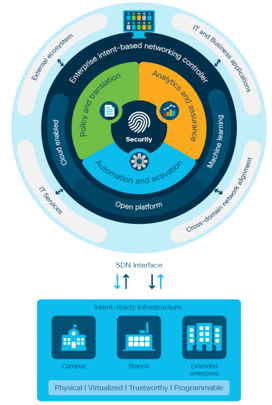 External ecosystem
IT and Business applications
Enterprise intent-based networking controller
Policy and translation
Analytics and assurance
Security
Automation and activation
Cloud enabled
Machine learning
Open platform
IT Services
Cross-domain network alignment
SDN Interface
Intent-ready infrastructure
Campus
Branch
Extended
enterprise
Physical I Virtualized I Trustworthy I Programmable